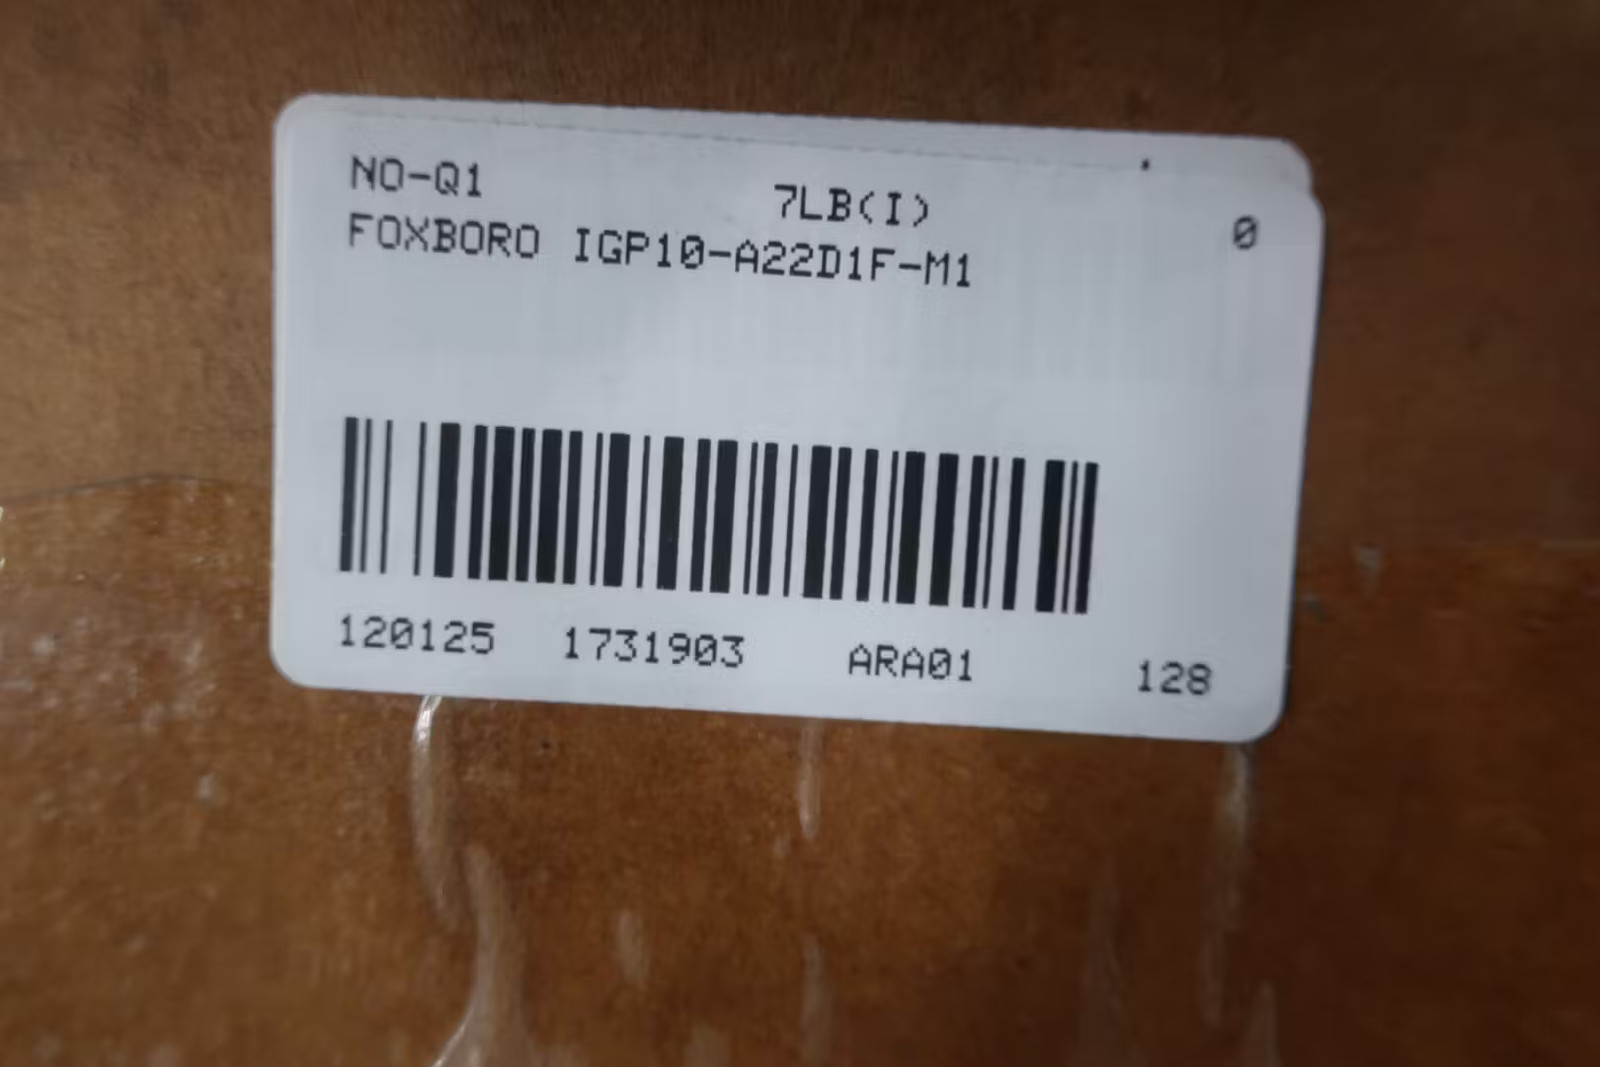 NO-Q1 7LB(I) 0
FOXBORO IGP10-A22D1F-M1
120125 1731903 ARA01 128